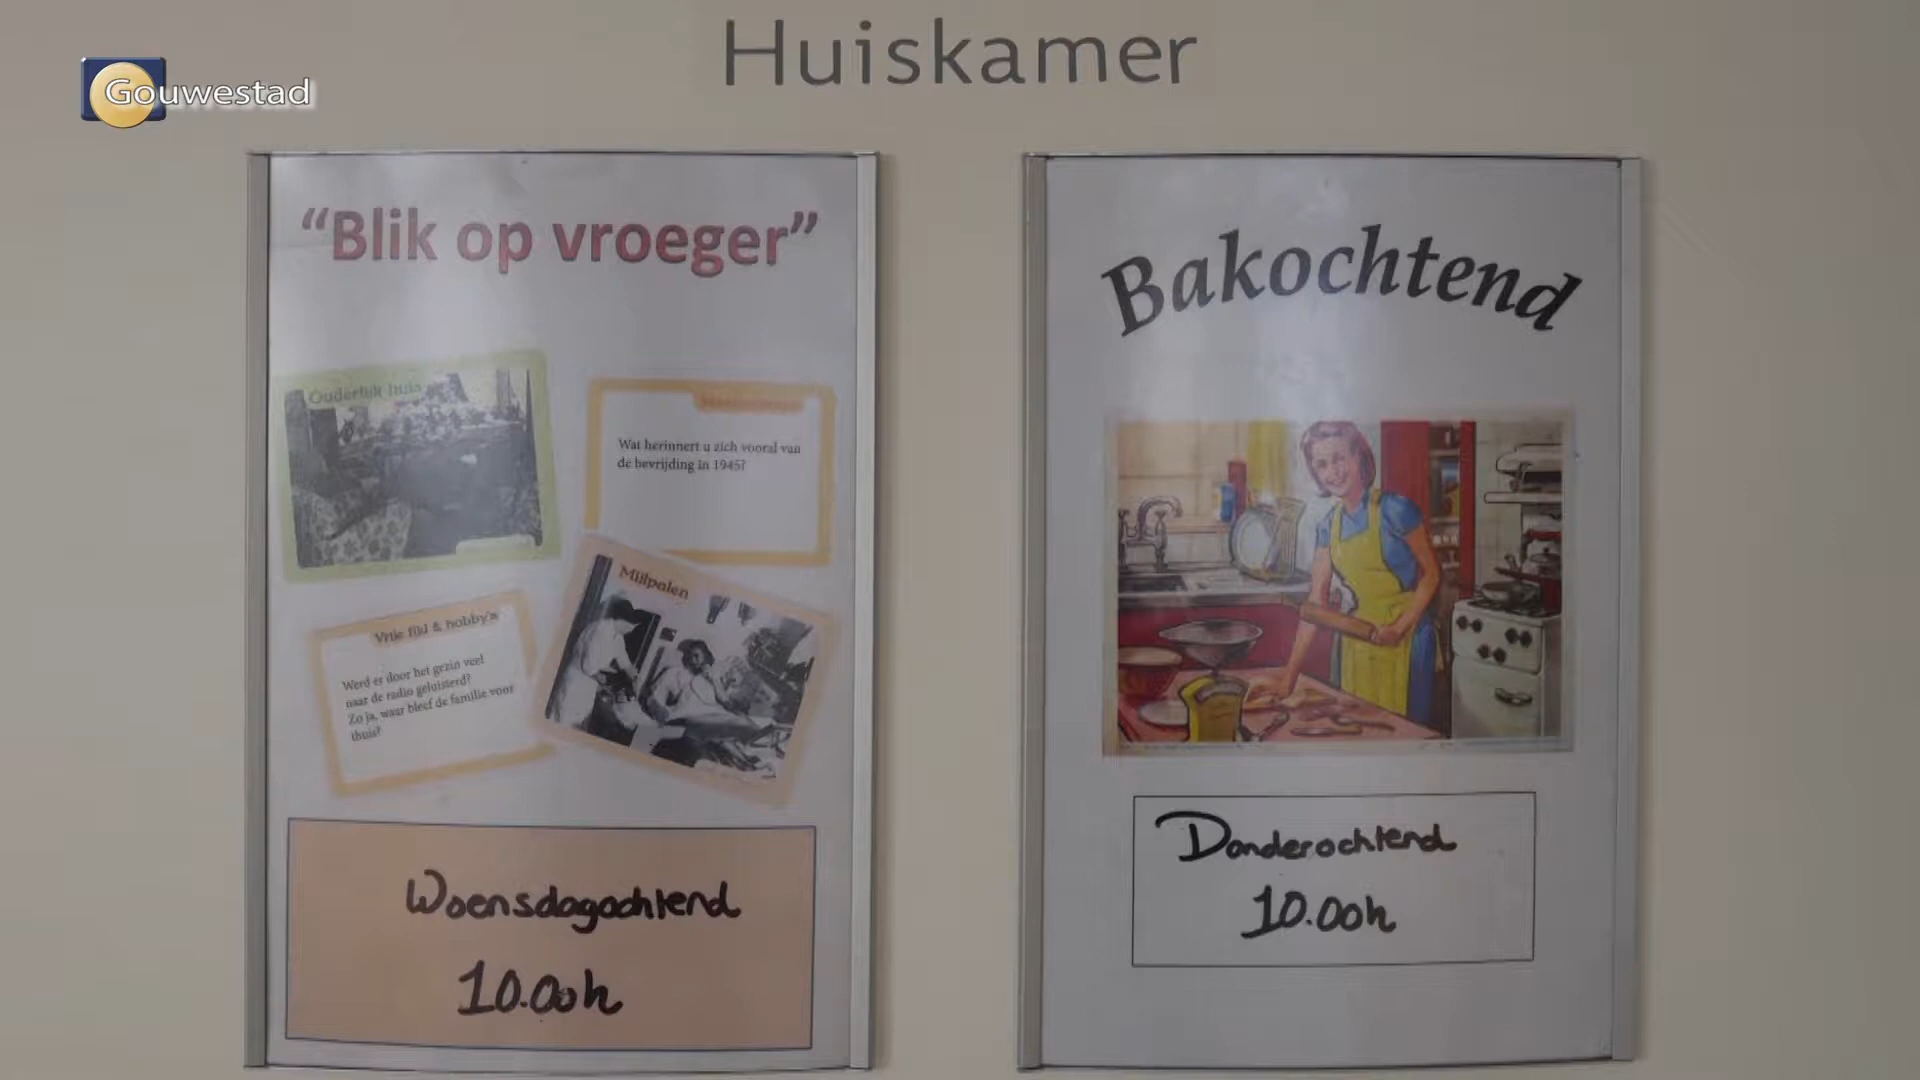 Huiskamer
Gouwestad
“Blik op vroeger”
Ouderlijk huis
Wat herinnert u zich vooral van
de bevrijding in 1945?
Mijlpalen
Vrije tijd & hobby's
Werd er door het gezin veel
naar de radio geluisterd?
Zo ja, waar bleef de familie voor
thuis?
Woensdagochtend
10.00h
Bakochtend
Donderochtend
10.00h